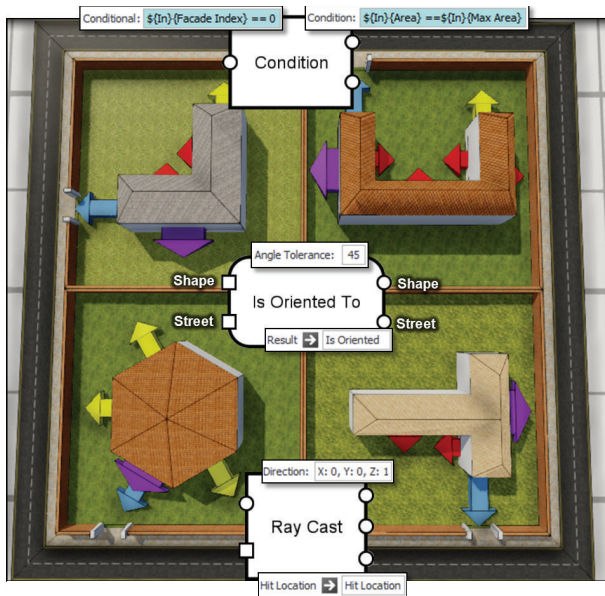 Conditional: ${In}{Facade Index} == 0
Condition: ${In}{Area} ==${In}{Max Area}
Condition
Angle Tolerance: 45
Shape
Shape
Is Oriented To
Street
Street
Result Is Oriented
Direction: X: 0, Y: 0, Z: 1
Ray Cast
Hit Location Hit Location